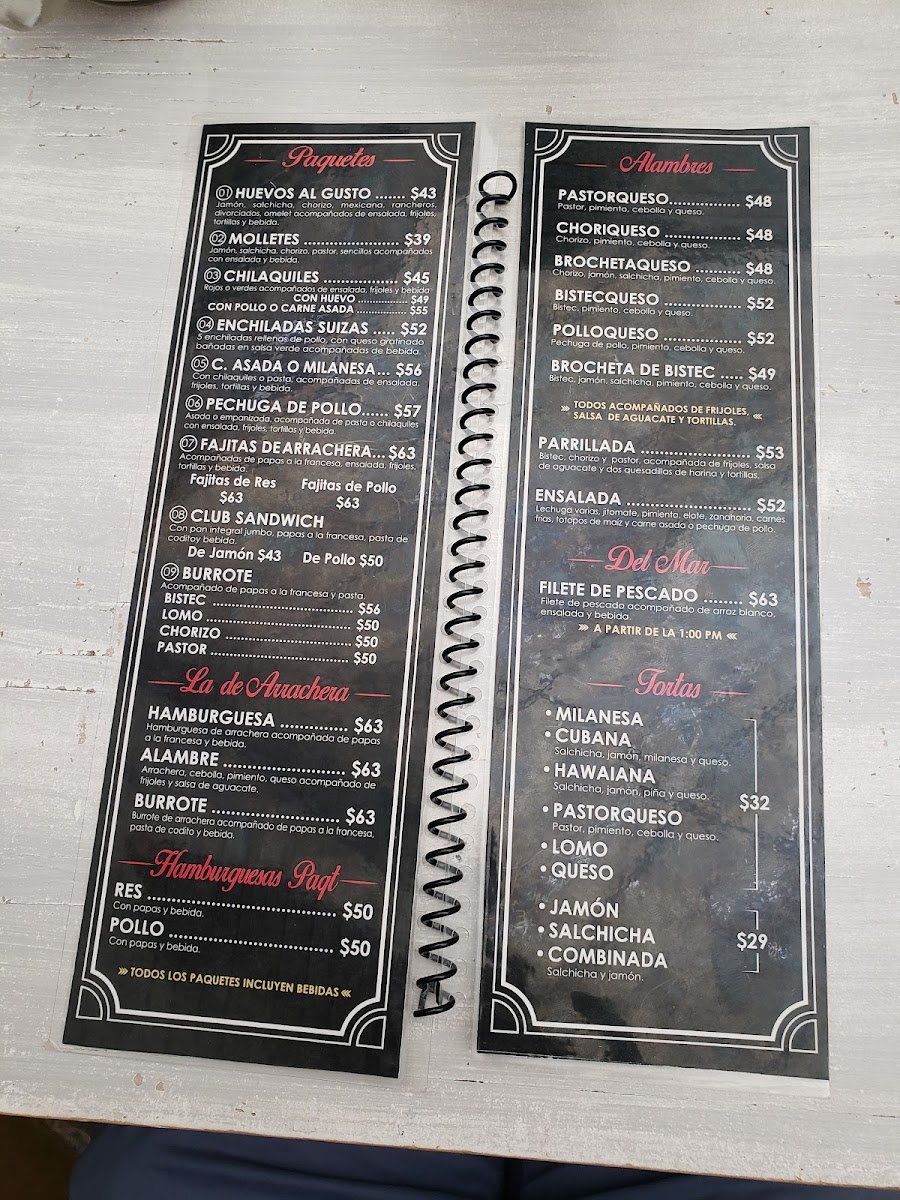 Paquetes
01 HUEVOS AL GUSTO ....... $43
Jamón, salchicha, chorizo, mexicana, rancheros,
divorciados, omelet acompañados de ensalada, frijoles,
tortillas y bebida.
02 MOLLETES ...................... $39
Jamón, salchicha, chorizo, pastor, sencillos acompañados
con ensalada y bebida.
03 CHILAQUILES .................. $45
Rojos o verdes acompañados de ensalada, frijoles y bebida
CON HUEVO ................ $49
CON POLLO O CARNE ASADA ................ $55
04 ENCHILADAS SUIZAS ..... $52
5 enchiladas rellenas de pollo, con queso gratinado
bañadas en salsa verde acompañadas de bebida.
05 C. ASADA O MILANESA... $56
Con chilaquiles o pasta, acompañadas de ensalada,
frijoles, tortillas y bebida.
06 PECHUGA DE POLLO...... $57
Asada o empanizada, acompañada de pasta o chilaquiles
con ensalada, frijoles, tortillas y bebida.
07 FAJITAS DE ARRACHERA... $63
Acompañadas de papas a la francesa, ensalada, frijoles,
tortillas y bebida.
Fajitas de Res Fajitas de Pollo
$63 $63
08 CLUB SANDWICH
Con pan integral jumbo, papas a la francesa, pasta de
coditoy bebida.
De Jamón $43 De Pollo $50
09 BURROTE
Acompañado de papas a la francesa y pasta.
BISTEC ................................ $56
LOMO ................................ $50
CHORIZO ............................ $50
PASTOR .............................. $50
La de Arrachera
HAMBURGUESA ............ $63
Hamburguesa de arrachera acompañada de papas
a la francesa y bebida.
ALAMBRE ...................... $63
Arrachera, cebolla, pimiento, queso acompañado de
frijoles y salsa de aguacate.
BURROTE ....................... $63
Burrote de arrachera acompañado de papas a la francesa,
pasta de codito y bebida.
Hamburguesas Paqt
RES .................................. $50
Con papas y bebida.
POLLO .............................. $50
Con papas y bebida.
TODOS LOS PAQUETES INCLUYEN BEBIDAS
Alambres
PASTORQUESO................ $48
Pastor, pimiento, cebolla y queso.
CHORIQUESO ................ $48
Chorizo, pimiento, cebolla y queso.
BROCHETAQUESO .......... $48
Chorizo, jamón, salchicha, pimiento, cebolla y queso.
BISTECQUESO ................ $52
Bistec, pimiento, cebolla y queso.
POLLOQUESO ................ $52
Pechuga de pollo, pimiento, cebolla y queso.
BROCHETA DE BISTEC ..... $49
Bistec, jamón, salchicha, pimiento, cebolla y queso.
TODOS ACOMPAÑADOS DE FRIJOLES,
SALSA DE AGUACATE Y TORTILLAS.
PARRILLADA ...................... $53
Bistec, chorizo y pastor, acompañada de frijoles, salsa
de aguacate y dos quesadillas de harina y tortillas.
ENSALADA ......................... $52
Lechuga varias, jitomate, pimiento, elote, zanahoria, carnes
frías, totopos de maíz y carne asada o pechuga de pollo.
Del Mar
FILETE DE PESCADO ........ $63
Filete de pescado acompañado de arroz blanco,
ensalada y bebida.
A PARTIR DE LA 1:00 PM
Tortas
• MILANESA
• CUBANA
Salchicha, jamón, milanesa y queso.
• HAWAIANA
Salchicha, jamón, piña y queso.
$32
• PASTORQUESO
Pastor, pimiento, cebolla y queso.
• LOMO
• QUESO
• JAMÓN
• SALCHICHA $29
• COMBINADA
Salchicha y jamón.